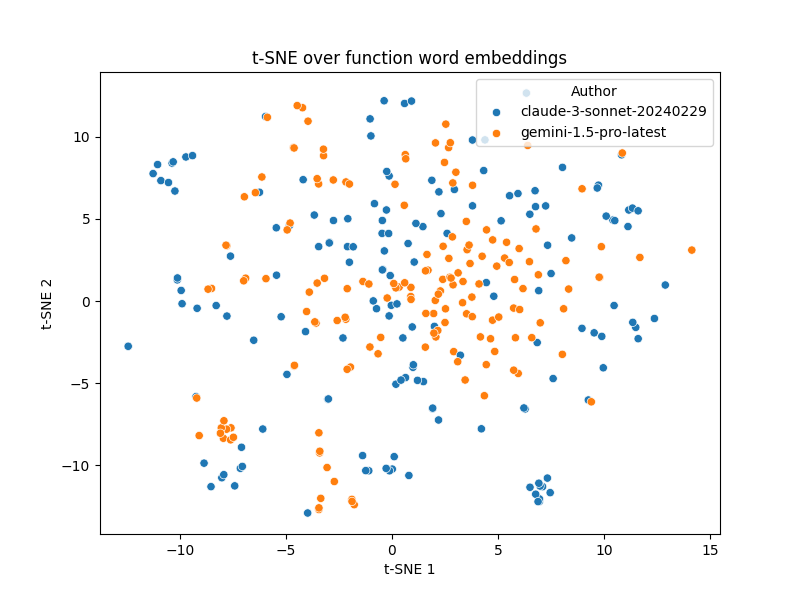 t-SNE over function word embeddings
Author
claude-3-sonnet-20240229
gemini-1.5-pro-latest
10
5
0
−5
−10
t-SNE 2
−10
−5
0
5
10
15
t-SNE 1